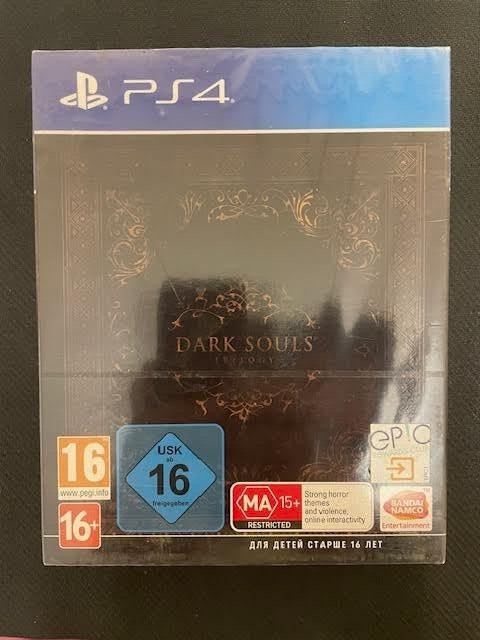 PS4
DARK SOULS
TRILOGY
16
www.pegi.info
USK
ab
16
freigegeben
16+
MA 15+
RESTRICTED
Strong horror
themes
and violence,
online interactivity
epic
BANDAI
NAMCO
Entertainment
ДЛЯ ДЕТЕЙ СТАРШЕ 16 ЛЕТ